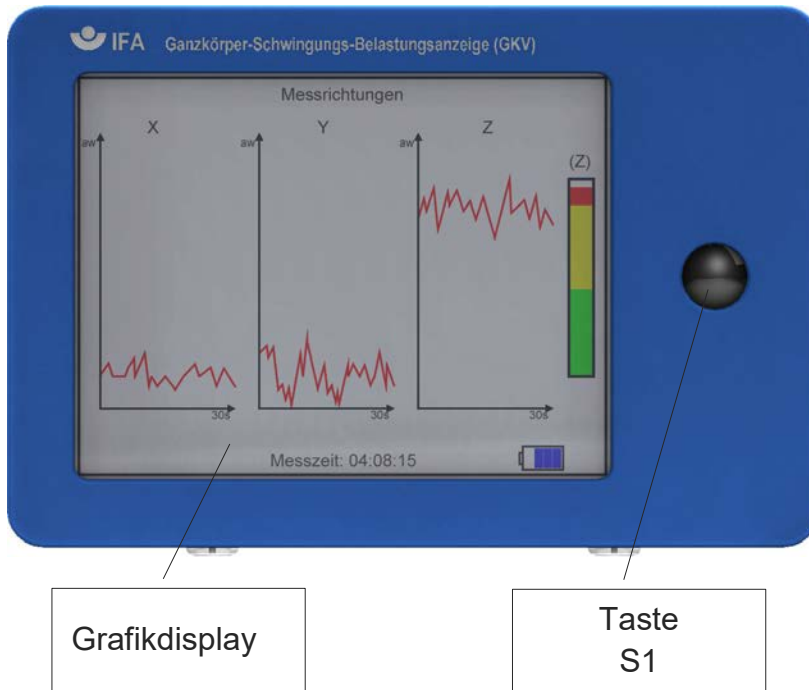 IFA Ganzkörper-Schwingungs-Belastungsanzeige (GKV)
Messrichtungen
X Y Z
aw aw aw
(Z)
30s 30s 30s
Messzeit: 04:08:15
Grafikdisplay
Taste
S1